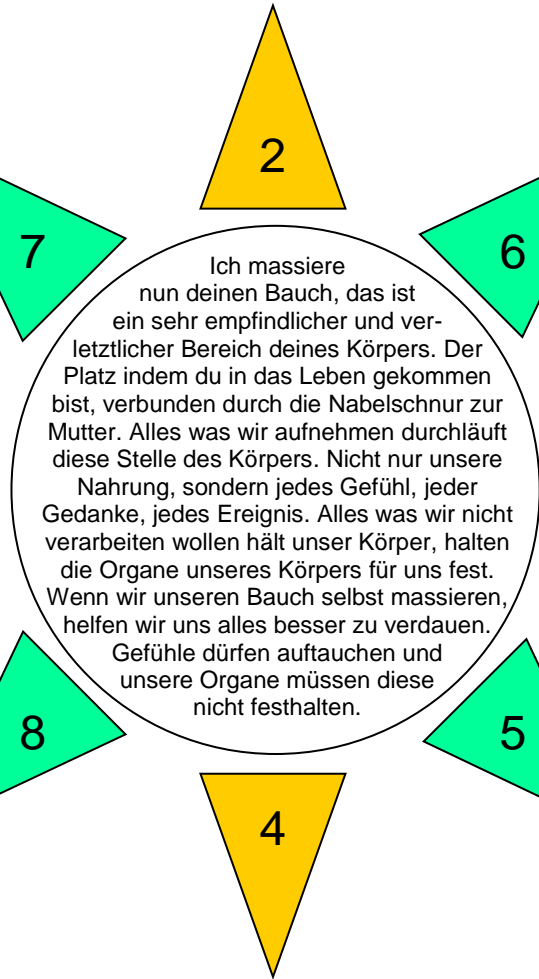 2
7
6
Ich massiere
nun deinen Bauch, das ist
ein sehr empfindlicher und ver-
letztlicher Bereich deines Körpers. Der
Platz indem du in das Leben gekommen
bist, verbunden durch die Nabelschnur zur
Mutter. Alles was wir aufnehmen durchläuft
diese Stelle des Körpers. Nicht nur unsere
Nahrung, sondern jedes Gefühl, jeder
Gedanke, jedes Ereignis. Alles was wir nicht
verarbeiten wollen hält unser Körper, halten
die Organe unseres Körpers für uns fest.
Wenn wir unseren Bauch selbst massieren,
helfen wir uns alles besser zu verdauen.
Gefühle dürfen auftauchen und
unsere Organe müssen diese
nicht festhalten.
8
5
4